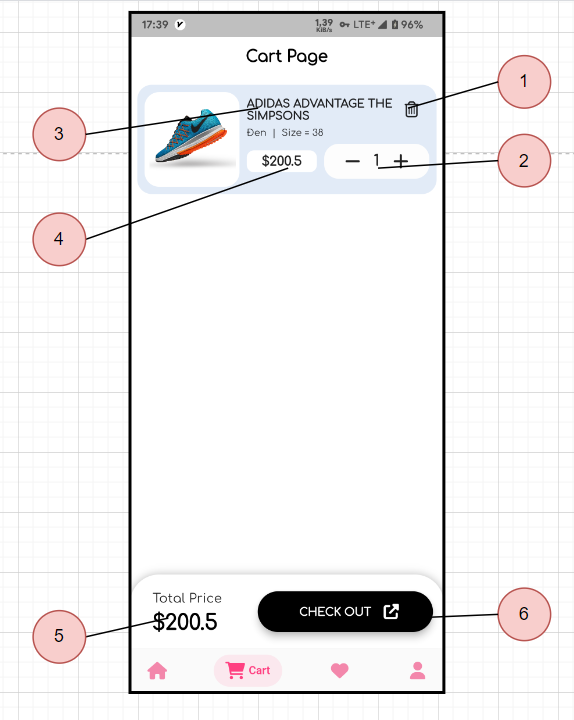 17:39
1,39
KiB/s
LTE+
96%
Cart Page
1
ADIDAS ADVANTAGE THE
SIMPSONS
3
Đen | Size = 38
$200.5
1
2
4
Total Price
$200.5
CHECK OUT
5
6
Cart